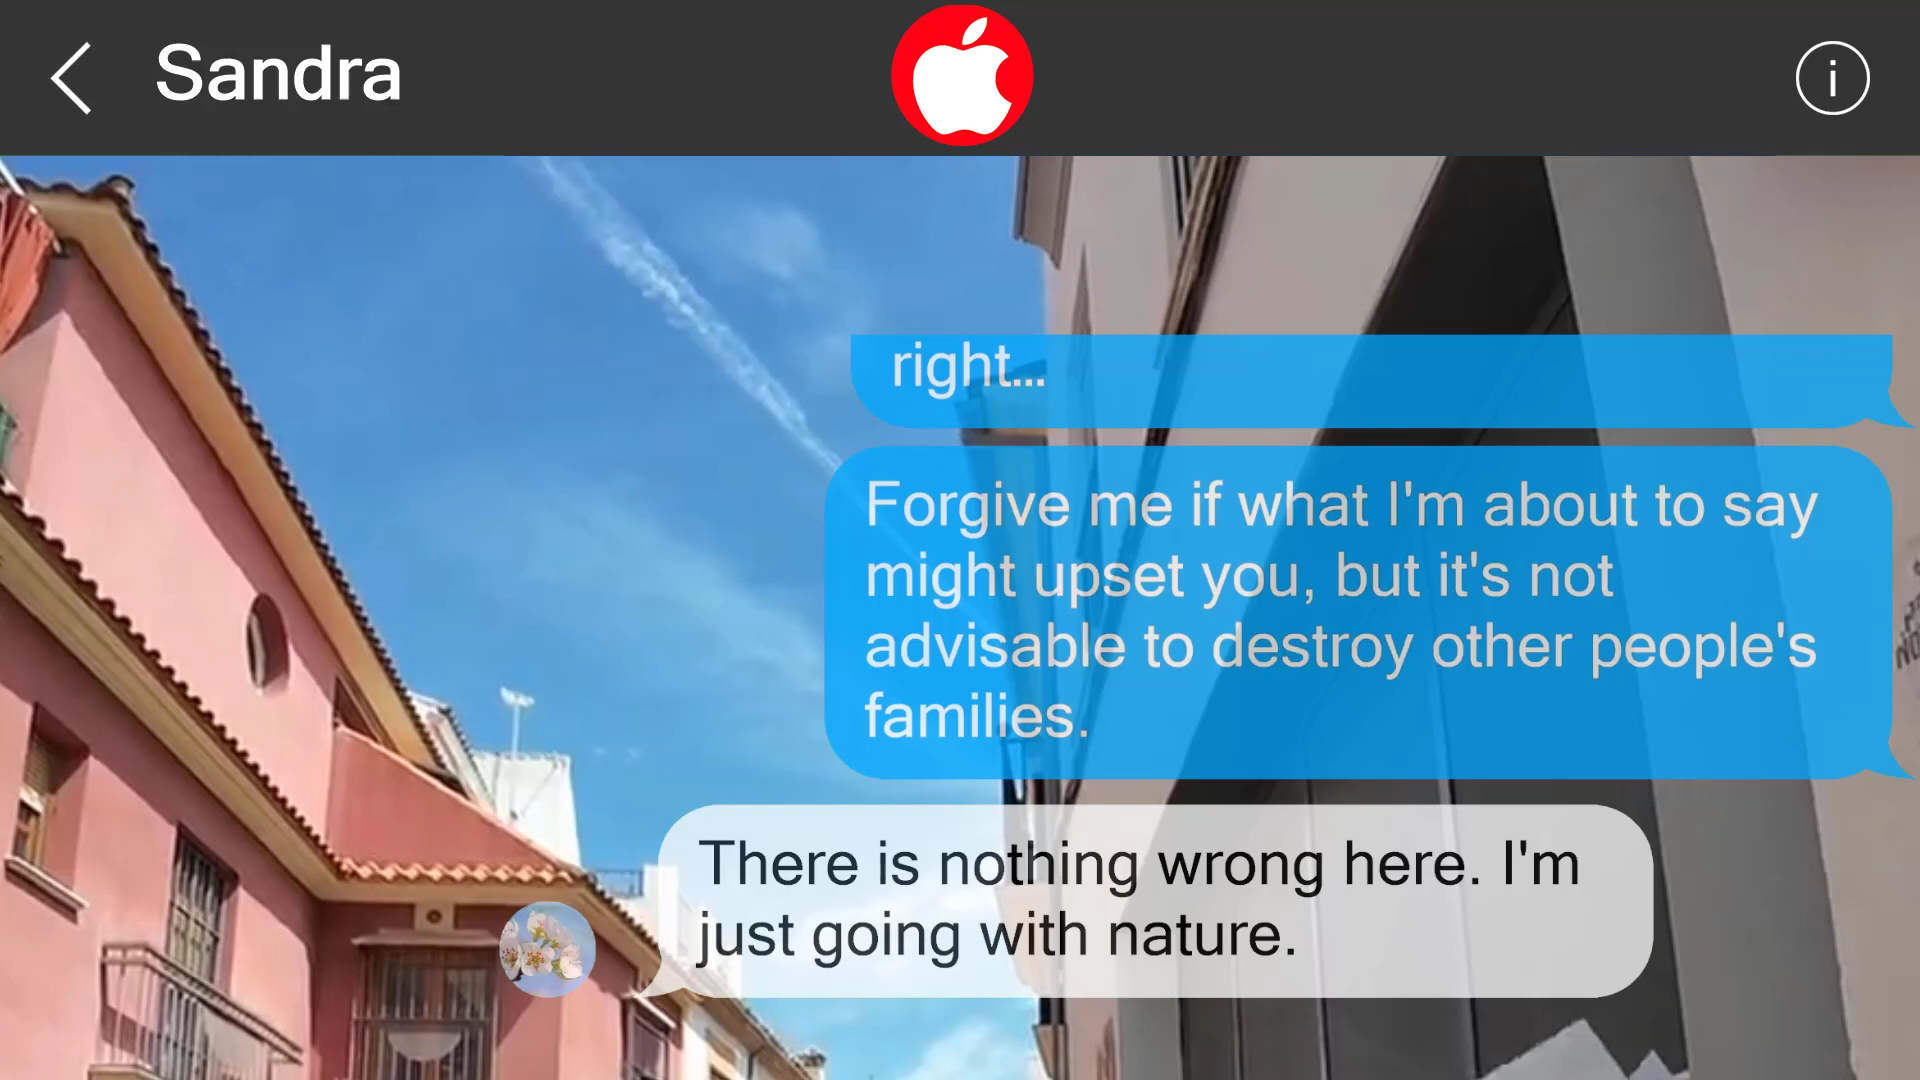 Sandra
right...
Forgive me if what I'm about to say
might upset you, but it's not
advisable to destroy other people's
families.
There is nothing wrong here. I'm
just going with nature.